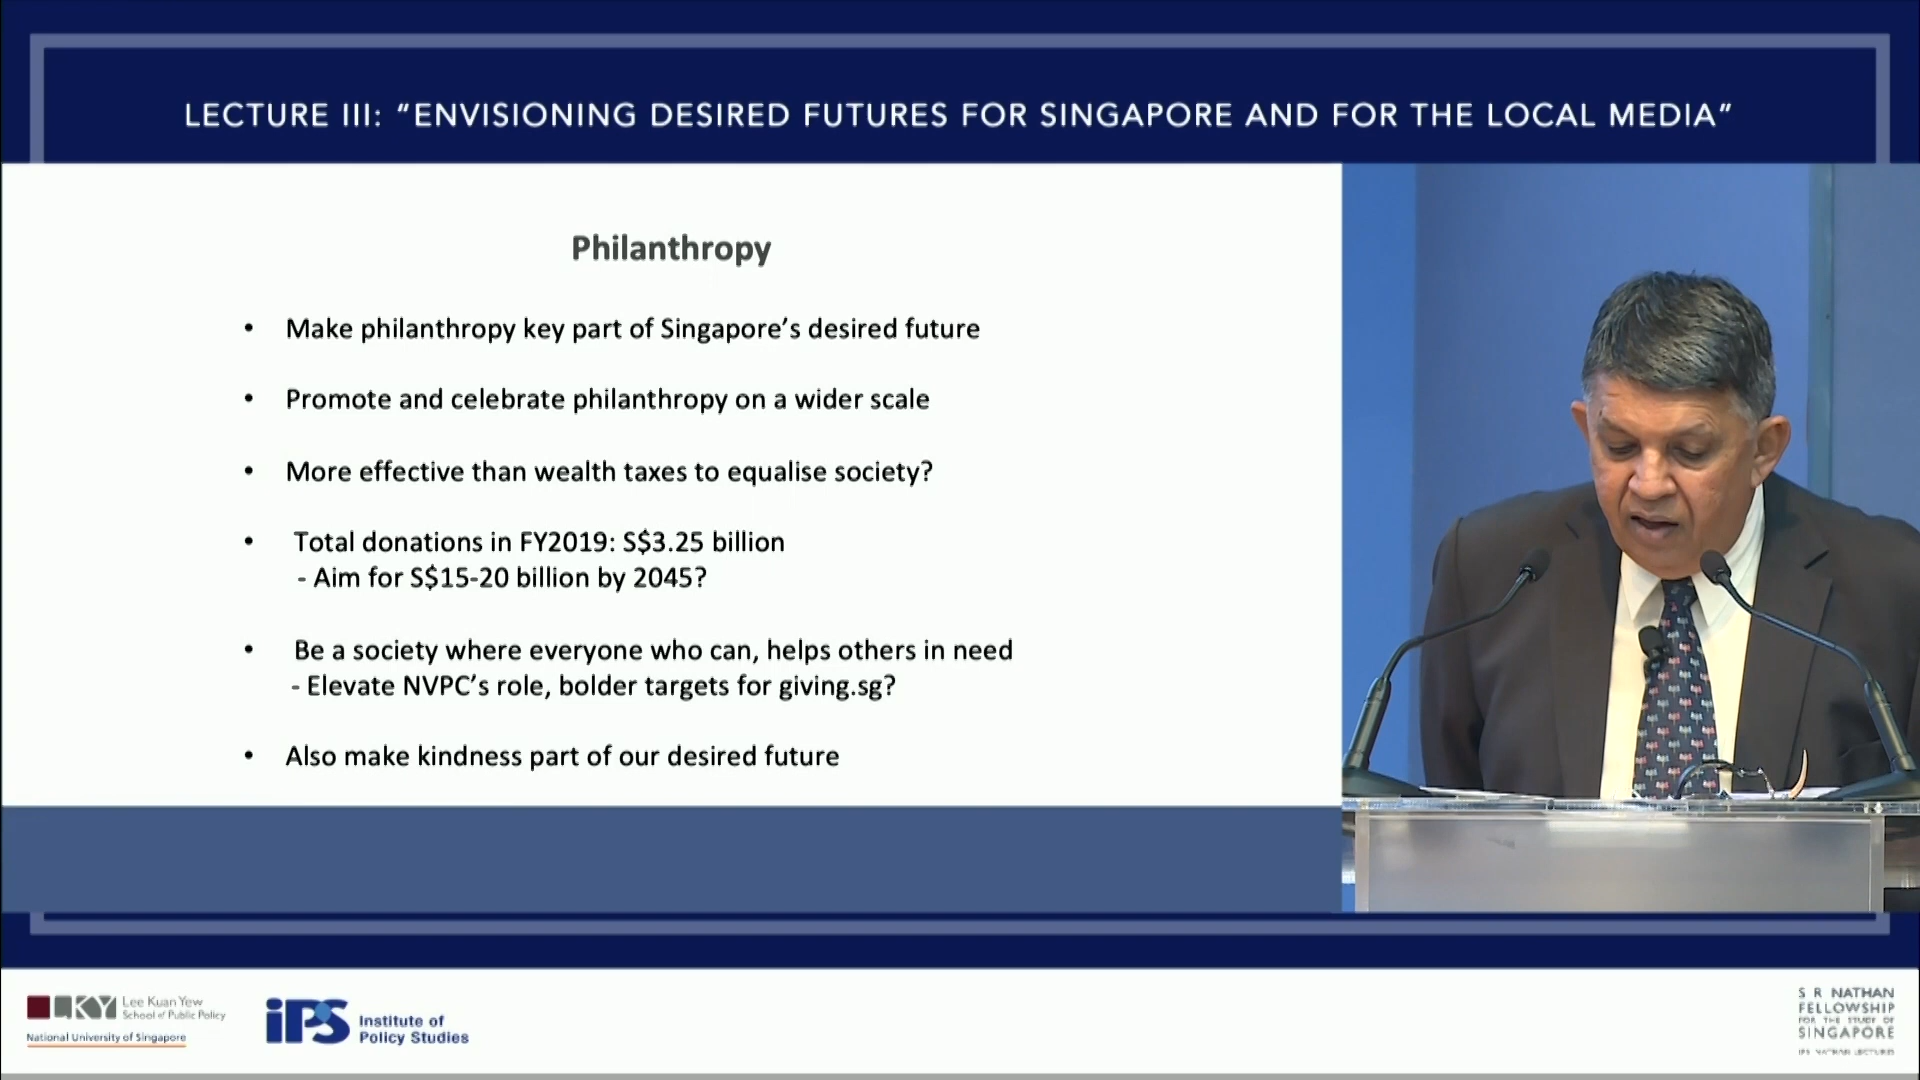 LECTURE III: “ENVISIONING DESIRED FUTURES FOR SINGAPORE AND FOR THE LOCAL MEDIA”
Philanthropy
• Make philanthropy key part of Singapore’s desired future
• Promote and celebrate philanthropy on a wider scale
• More effective than wealth taxes to equalise society?
• Total donations in FY2019: S$3.25 billion
- Aim for S$15-20 billion by 2045?
• Be a society where everyone who can, helps others in need
- Elevate NVPC’s role, bolder targets for giving.sg?
• Also make kindness part of our desired future
LKY
Lee Kuan Yew
School of Public Policy
National University of Singapore
iPS
Institute of
Policy Studies
S R NATHAN
FELLOWSHIP
FOR THE STUDY OF
SINGAPORE
IPS NATHAN LECTURES